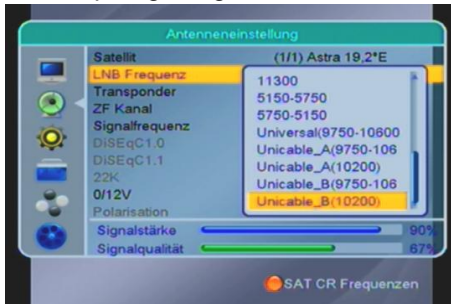 Antenneneinstellung
Satellit (1/1) Astra 19,2°E
LNB Frequenz
Transponder
ZF Kanal
Signalfrequenz
DiSEqC1.0
DiSEqC1.1
22K
0/12V
Polarisation
11300
5150-5750
5750-5150
Universal(9750-10600
Unicable_A(9750-106
Unicable_A(10200)
Unicable_B(9750-106
Unicable_B(10200)
Signalstärke 90%
Signalqualität 67%
SAT CR Frequenzen